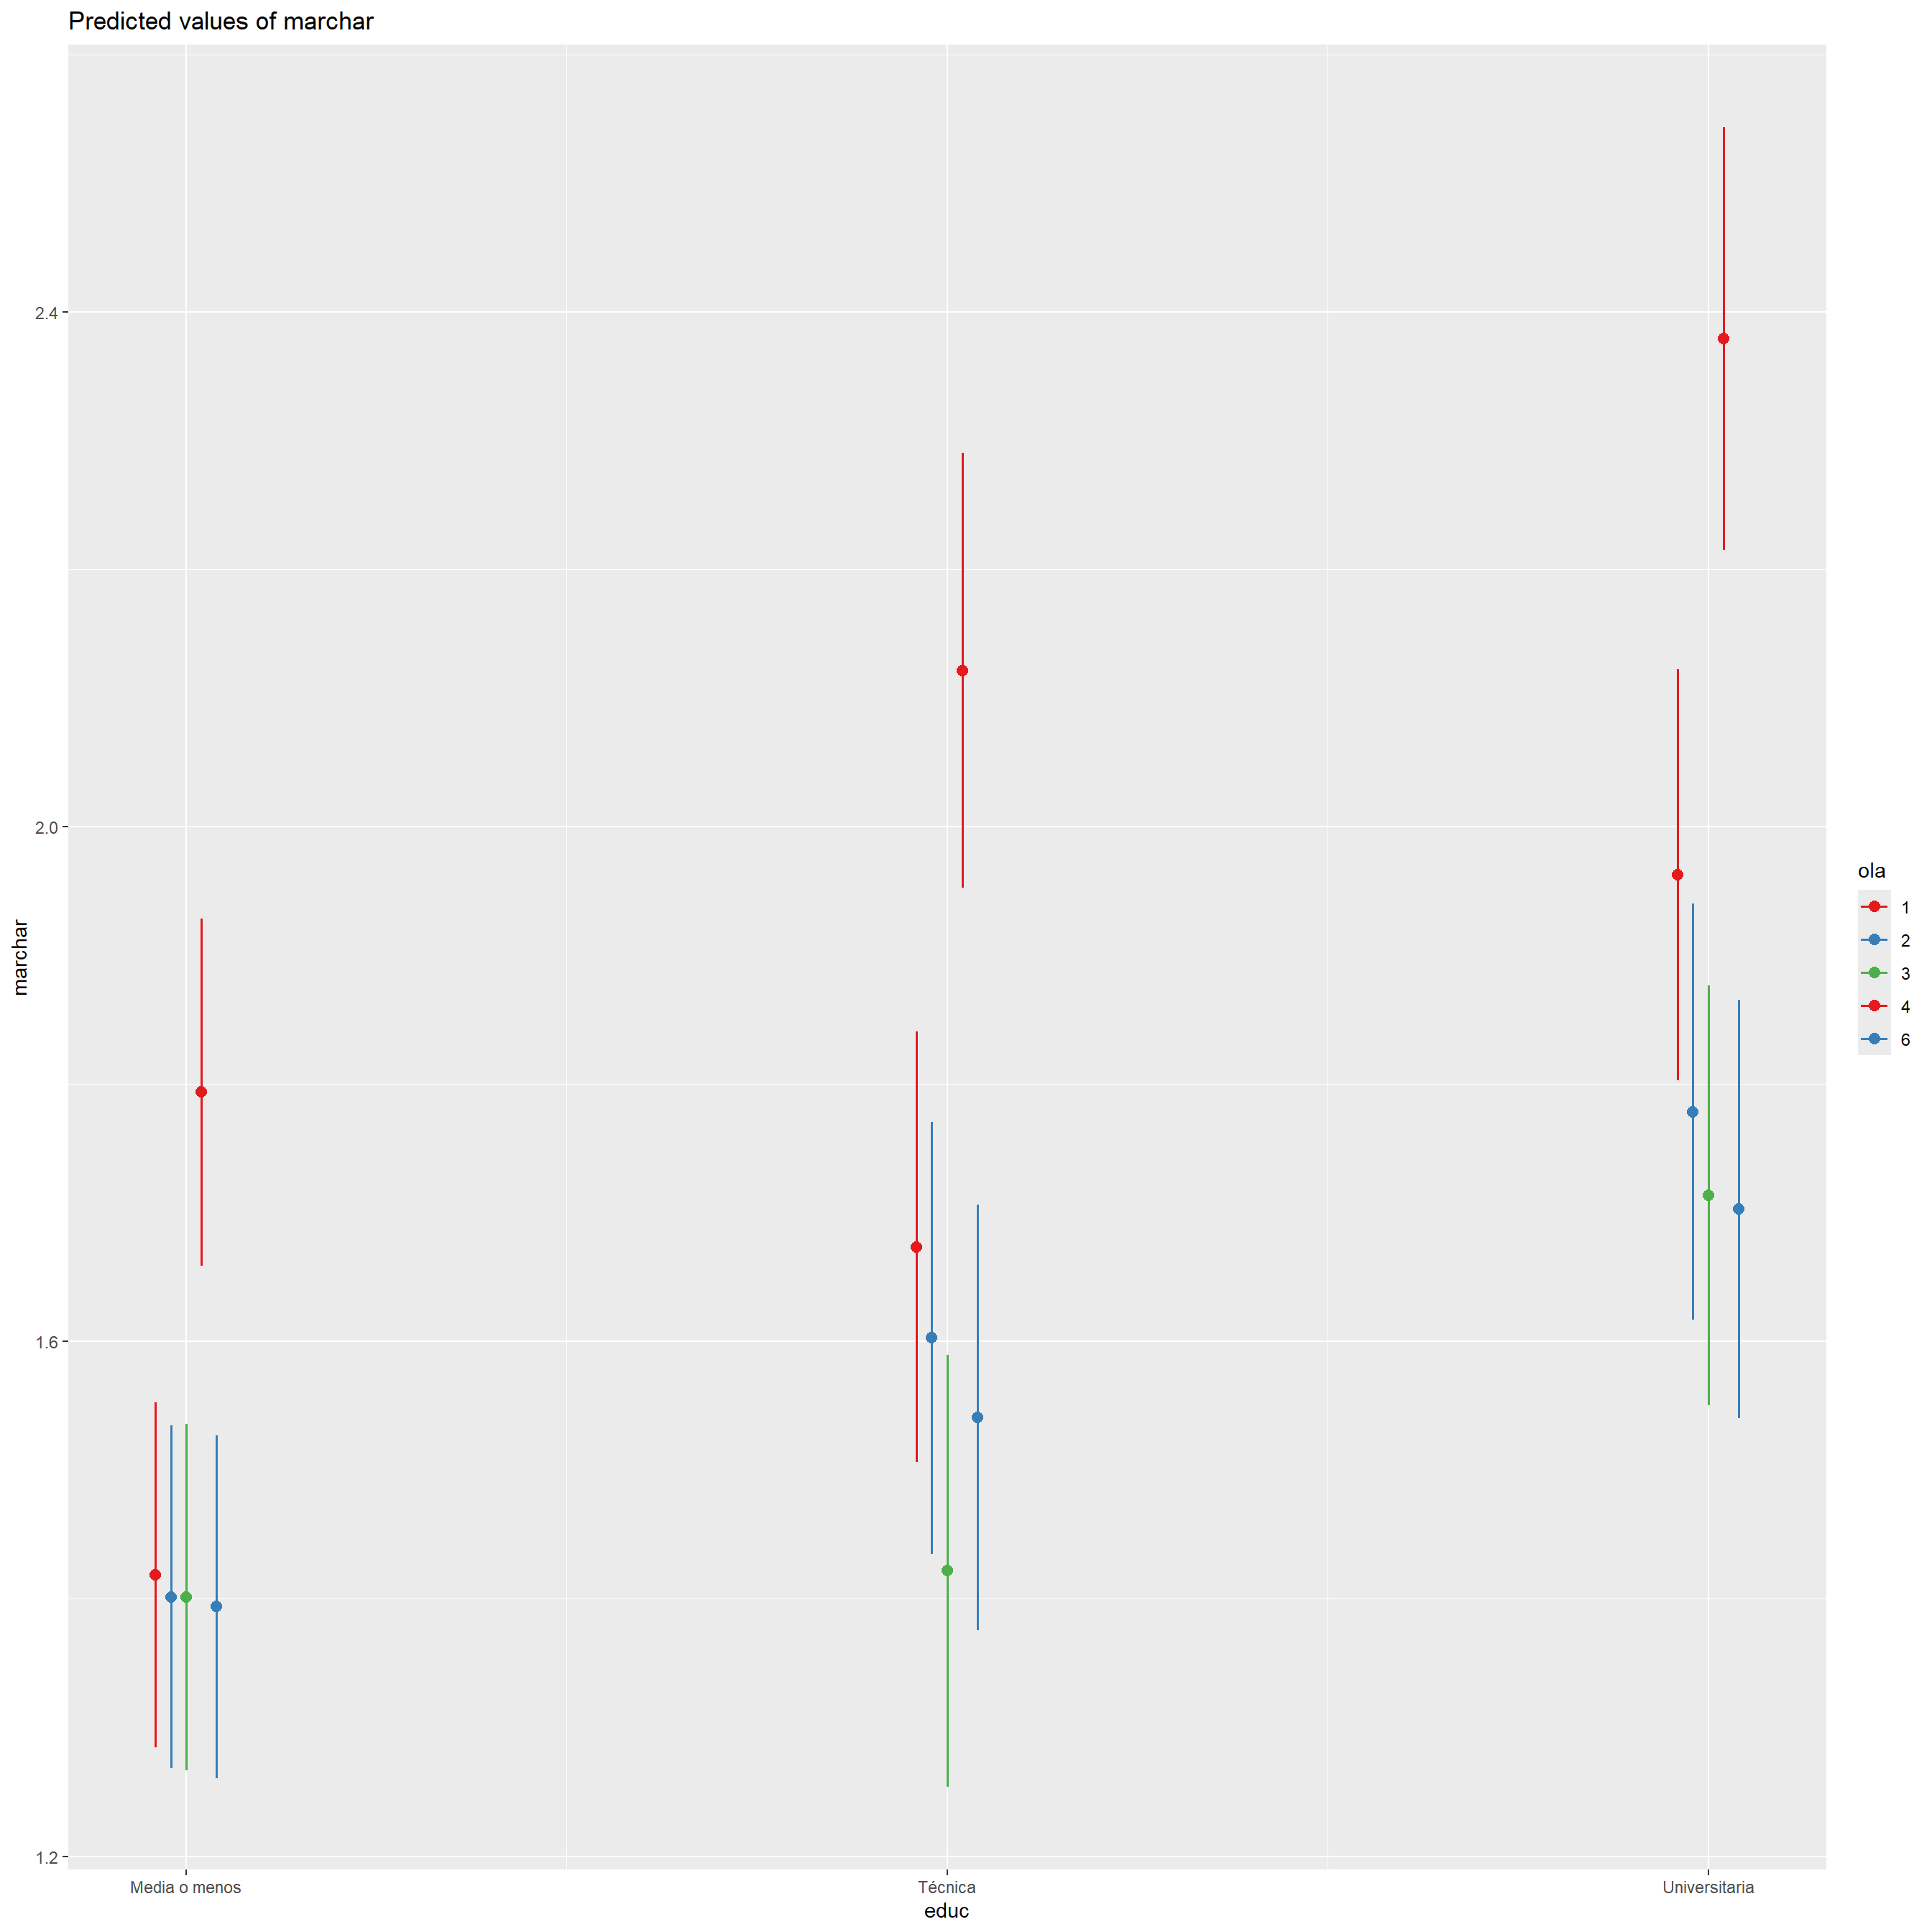 Predicted values of marchar
2.4
2.0
1.6
1.2
marchar
Media o menos
Técnica
Universitaria
educ
ola
1
2
3
4
6